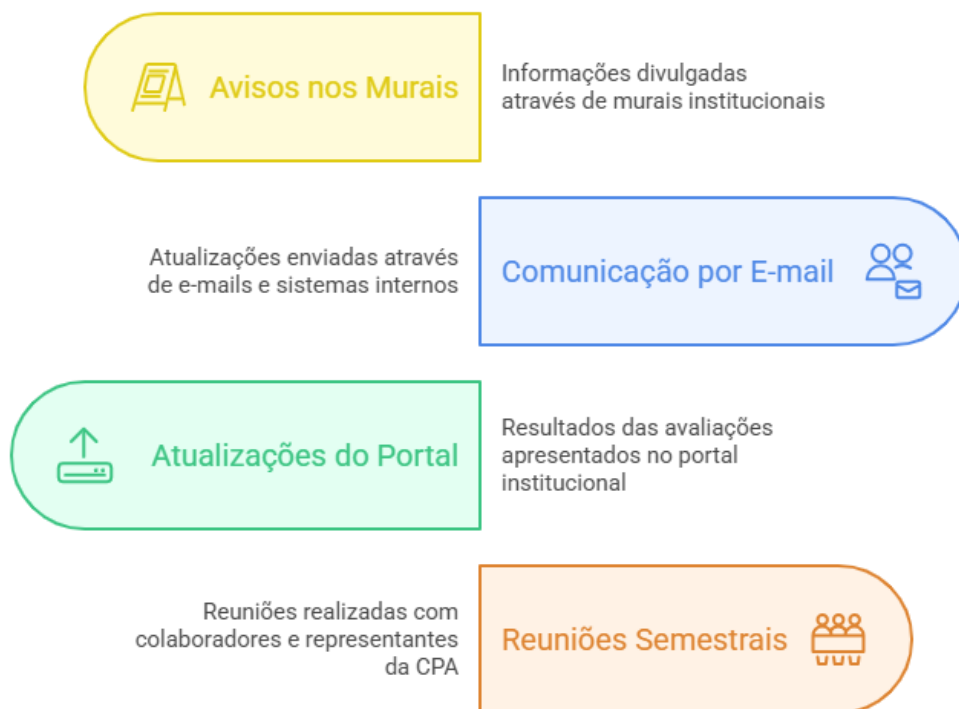 Avisos nos Murais
Informações divulgadas
através de murais institucionais
Atualizações enviadas através
de e-mails e sistemas internos
Comunicação por E-mail
Atualizações do Portal
Resultados das avaliações
apresentados no portal
institucional
Reuniões realizadas com
colaboradores e representantes
da CPA
Reuniões Semestrais